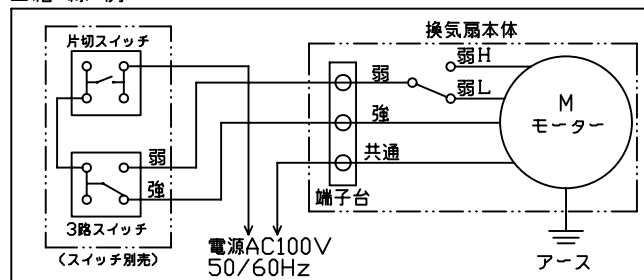 換気扇本体
片切スイッチ
弱H
弱
弱L
M
モーター
強
弱
共通
強
端子台
3路スイッチ
(スイッチ別売)
電源AC100V
50/60Hz
アース